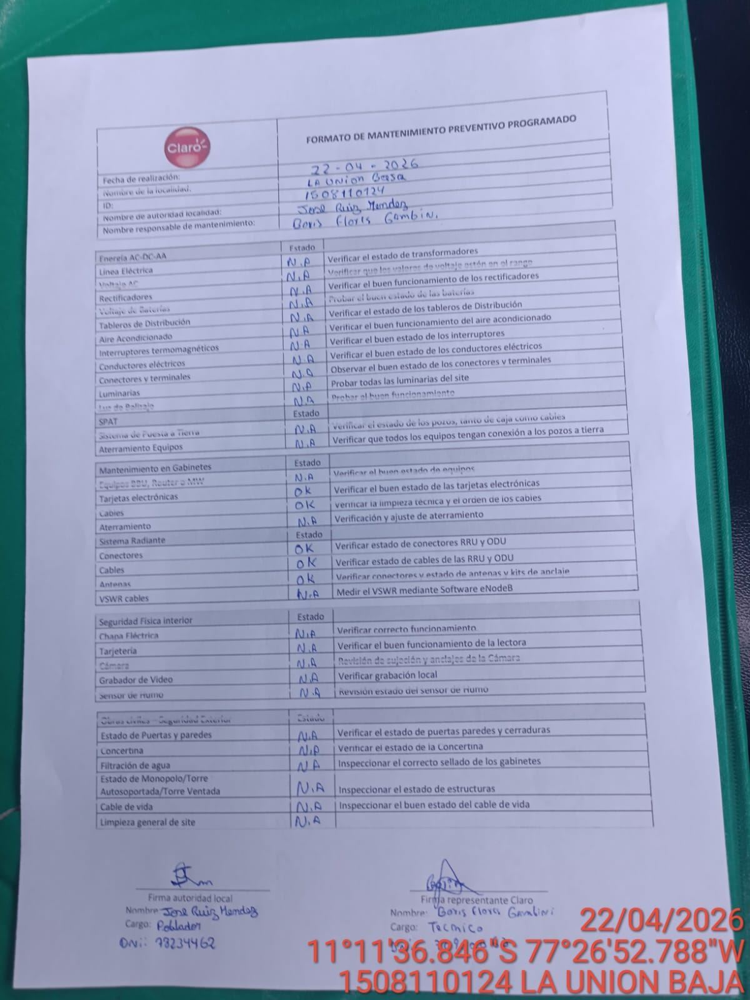 Claro
FORMATO DE MANTENIMIENTO PREVENTIVO PROGRAMADO
Fecha de realización: 22-04-2026
Nombre de la localidad: LA UNION Baja
ID: 1508110124
Nombre de autoridad localidad: Jose Ruiz Mendez
Nombre responsable de mantenimiento: Boris Flores Gambini
Energía AC-DC-AA Estado
Línea Eléctrica N.A Verificar el estado de transformadores
Voltaje AC N.A Verificar que los valores de voltaje estén en el rango
Rectificadores N.A Verificar el buen funcionamiento de los rectificadores
Voltaje de Baterías N.A Probar el buen estado de las baterías
Tableros de Distribución N.A Verificar el estado de los tableros de Distribución
Aire Acondicionado N.A Verificar el buen funcionamiento del aire acondicionado
Interruptores termomagnéticos N.A Verificar el buen estado de los interruptores
Conductores eléctricos N.A Verificar el buen estado de los conductores eléctricos
Conectores y terminales N.A Observar el buen estado de los conectores y terminales
Luminarias N.A Probar todas las luminarias del site
Luz de Balizaje N.A Probar el buen funcionamiento
SPAT Estado
Sistema de Puesta a Tierra N.A Verificar el estado de los pozos, tanto de caja como cables
Aterramiento Equipos N.A Verificar que todos los equipos tengan conexión a los pozos a tierra
Mantenimiento en Gabinetes Estado
Equipos BBU, Router o MW N.A Verificar el buen estado de equipos
Tarjetas electrónicas OK Verificar el buen estado de las tarjetas electrónicas
Cables OK Verificar la limpieza técnica y el orden de los cables
Aterramiento N.A Verificación y ajuste de aterramiento
Sistema Radiante Estado
Conectores OK Verificar estado de conectores RRU y ODU
Cables OK Verificar estado de cables de las RRU y ODU
Antenas OK Verificar conectores y estado de antenas y kits de anclaje
VSWR cables N.A Medir el VSWR mediante Software eNodeB
Seguridad Física interior Estado
Chapa Eléctrica N.A Verificar correcto funcionamiento
Tarjetería N.A Verificar el buen funcionamiento de la lectora
Cámara N.A Revisión de sujeción y anclajes de la Cámara
Grabador de Video N.A Verificar grabación local
Sensor de Humo N.A Revisión estado del sensor de Humo
Obras civiles - Seguridad Exterior Estado
Estado de Puertas y paredes N.A Verificar el estado de puertas paredes y cerraduras
Concertina N.A Verificar el estado de la Concertina
Filtración de agua N A Inspeccionar el correcto sellado de los gabinetes
Estado de Monopolo/Torre
Autosoportada/Torre Ventada N.A Inspeccionar el estado de estructuras
Cable de vida N.A Inspeccionar el buen estado del cable de vida
Limpieza general de site N.A
Firma autoridad local
Nombre Jose Ruiz Mendez
Cargo: Poblador
DNi: 78234462
Firma representante Claro
Nombre: Boris Flores Gambini
Cargo: Tecnico
22/04/2026
11°11'36.846"S 77°26'52.788"W
1508110124 LA UNION BAJA